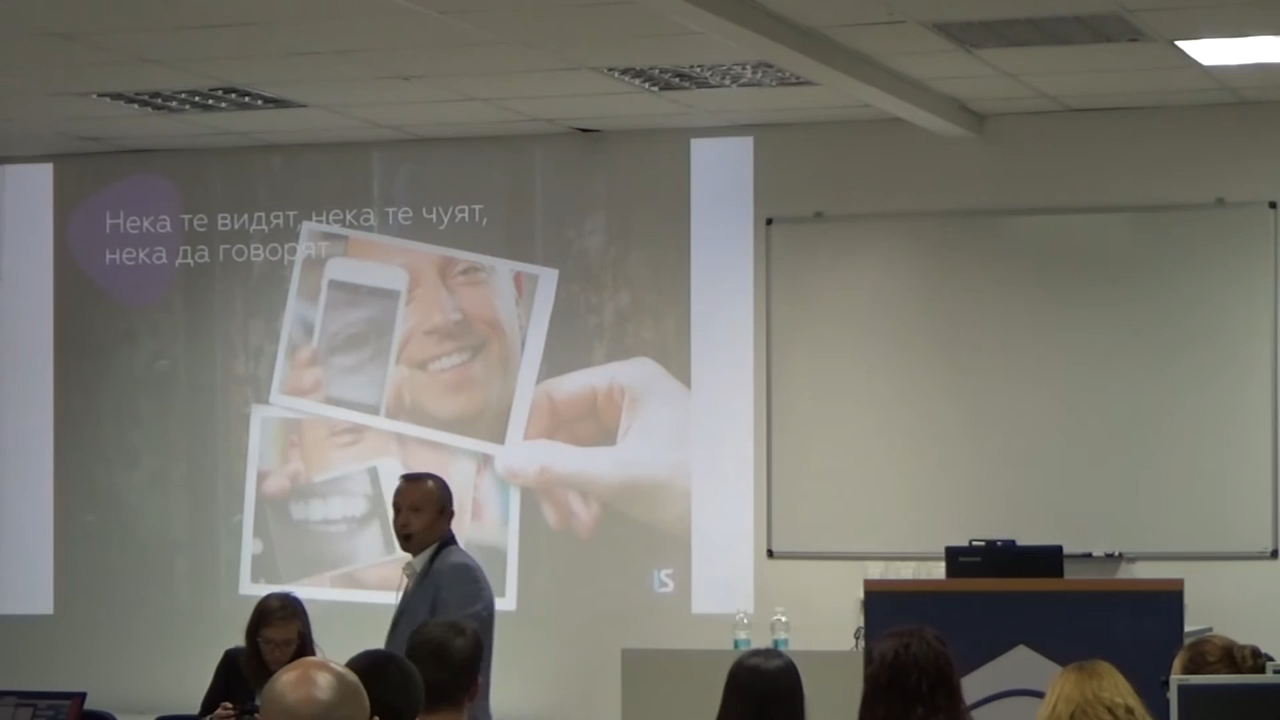 Нека те видят, нека те чуят,
нека да говорят
IS